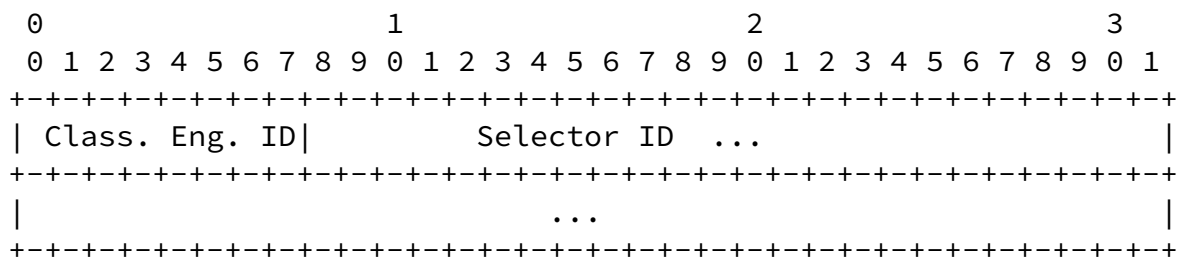 0                   1                   2                   3
 0 1 2 3 4 5 6 7 8 9 0 1 2 3 4 5 6 7 8 9 0 1 2 3 4 5 6 7 8 9 0 1
+-+-+-+-+-+-+-+-+-+-+-+-+-+-+-+-+-+-+-+-+-+-+-+-+-+-+-+-+-+-+-+-+
| Class. Eng. ID|         Selector ID  ...                      |
+-+-+-+-+-+-+-+-+-+-+-+-+-+-+-+-+-+-+-+-+-+-+-+-+-+-+-+-+-+-+-+-+
|                             ...                               |
+-+-+-+-+-+-+-+-+-+-+-+-+-+-+-+-+-+-+-+-+-+-+-+-+-+-+-+-+-+-+-+-+